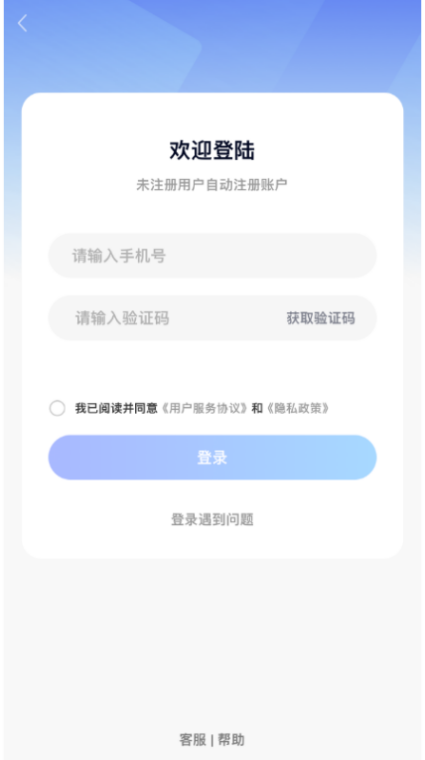 欢迎登陆
未注册用户自动注册账户
请输入手机号
请输入验证码 获取验证码
我已阅读并同意《用户服务协议》和《隐私政策》
登录
登录遇到问题
客服 | 帮助